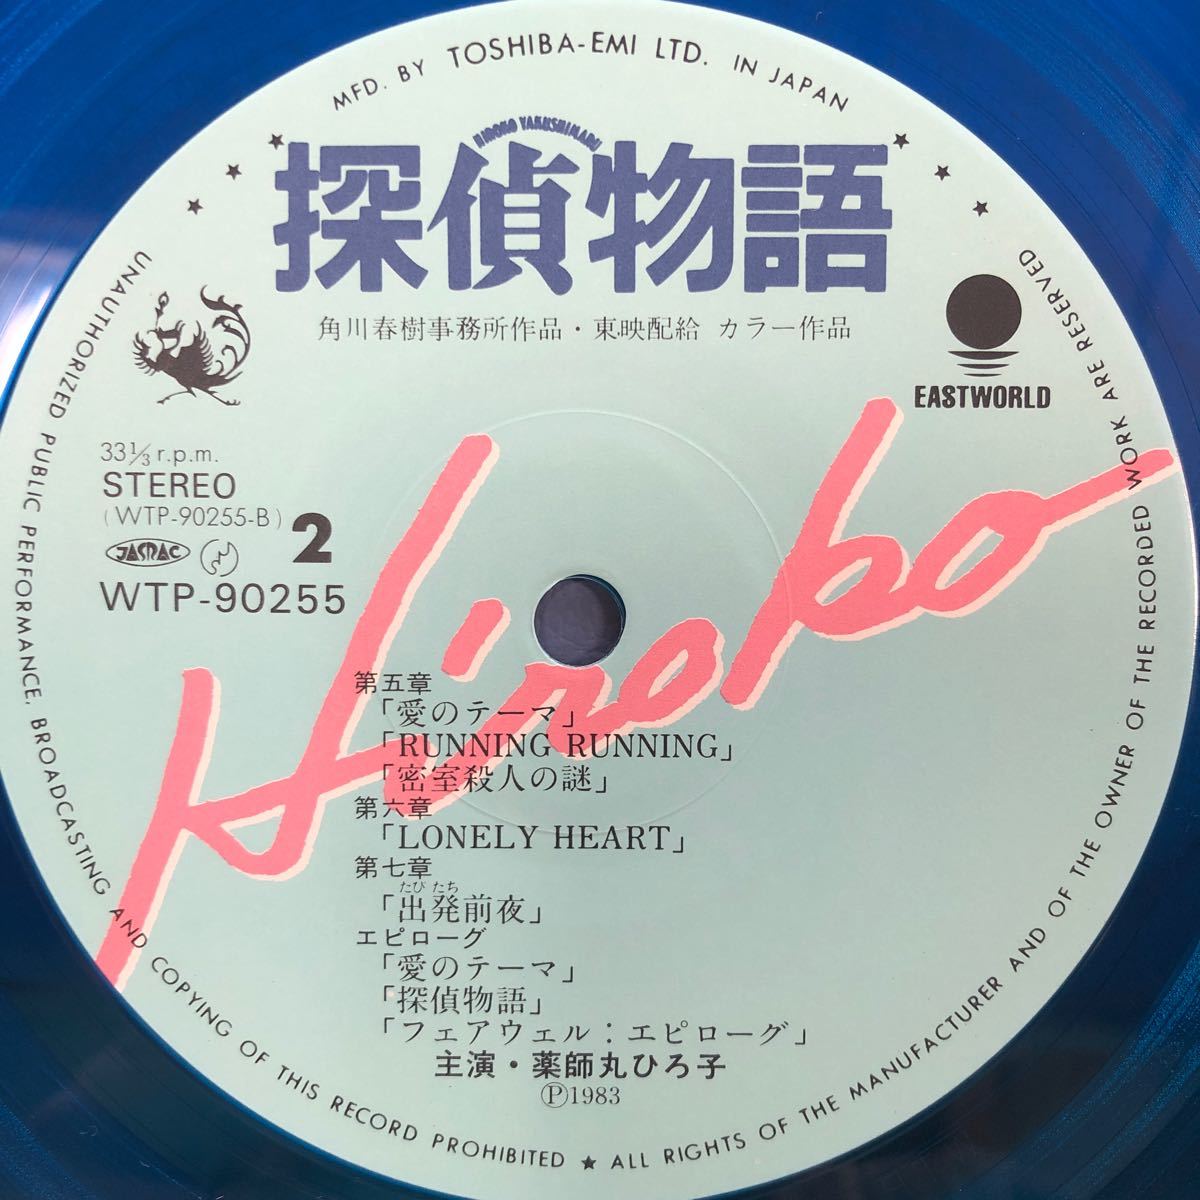 MFD. BY TOSHIBA-EMI LTD. IN JAPAN
HIROKO YAKUSHIMARU
探偵物語
角川春樹事務所作品・東映配給 カラー作品
EASTWORLD
33⅓ r.p.m.
STEREO
(WTP-90255-B) 2
JASRAC
WTP-90255
Hiroko
第五章
「愛のテーマ」
「RUNNING RUNNING」
「密室殺人の謎」
第六章
「LONELY HEART」
第七章
たび たち
「出発前夜」
エピローグ
「愛のテーマ」
「探偵物語」
「フェアウェル：エピローグ」
主演・薬師丸ひろ子
Ⓟ1983
UNAUTHORIZED PUBLIC PERFORMANCE, BROADCASTING AND COPYING OF THIS RECORD PROHIBITED ★ ALL RIGHTS OF THE MANUFACTURER AND OF THE OWNER OF THE RECORDED WORK ARE RESERVED